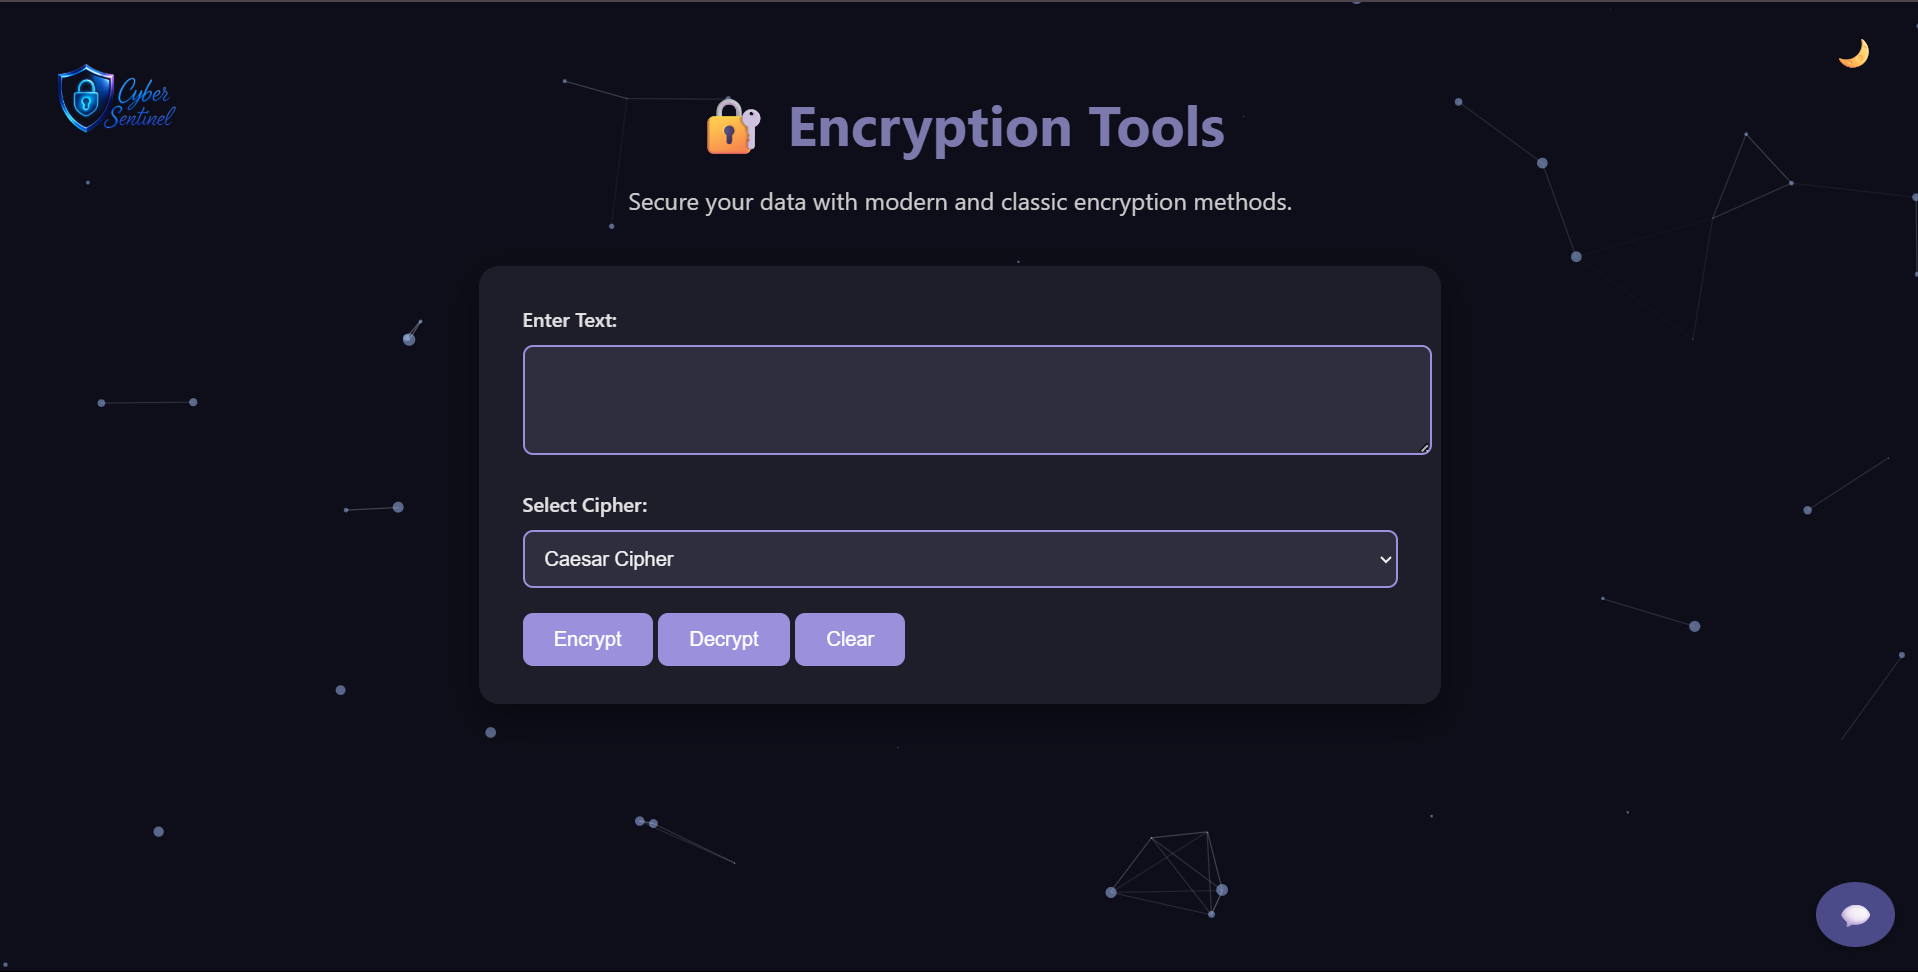 Cyber
Sentinel
Encryption Tools
Secure your data with modern and classic encryption methods.
Enter Text:
Select Cipher:
Caesar Cipher
Encrypt Decrypt Clear